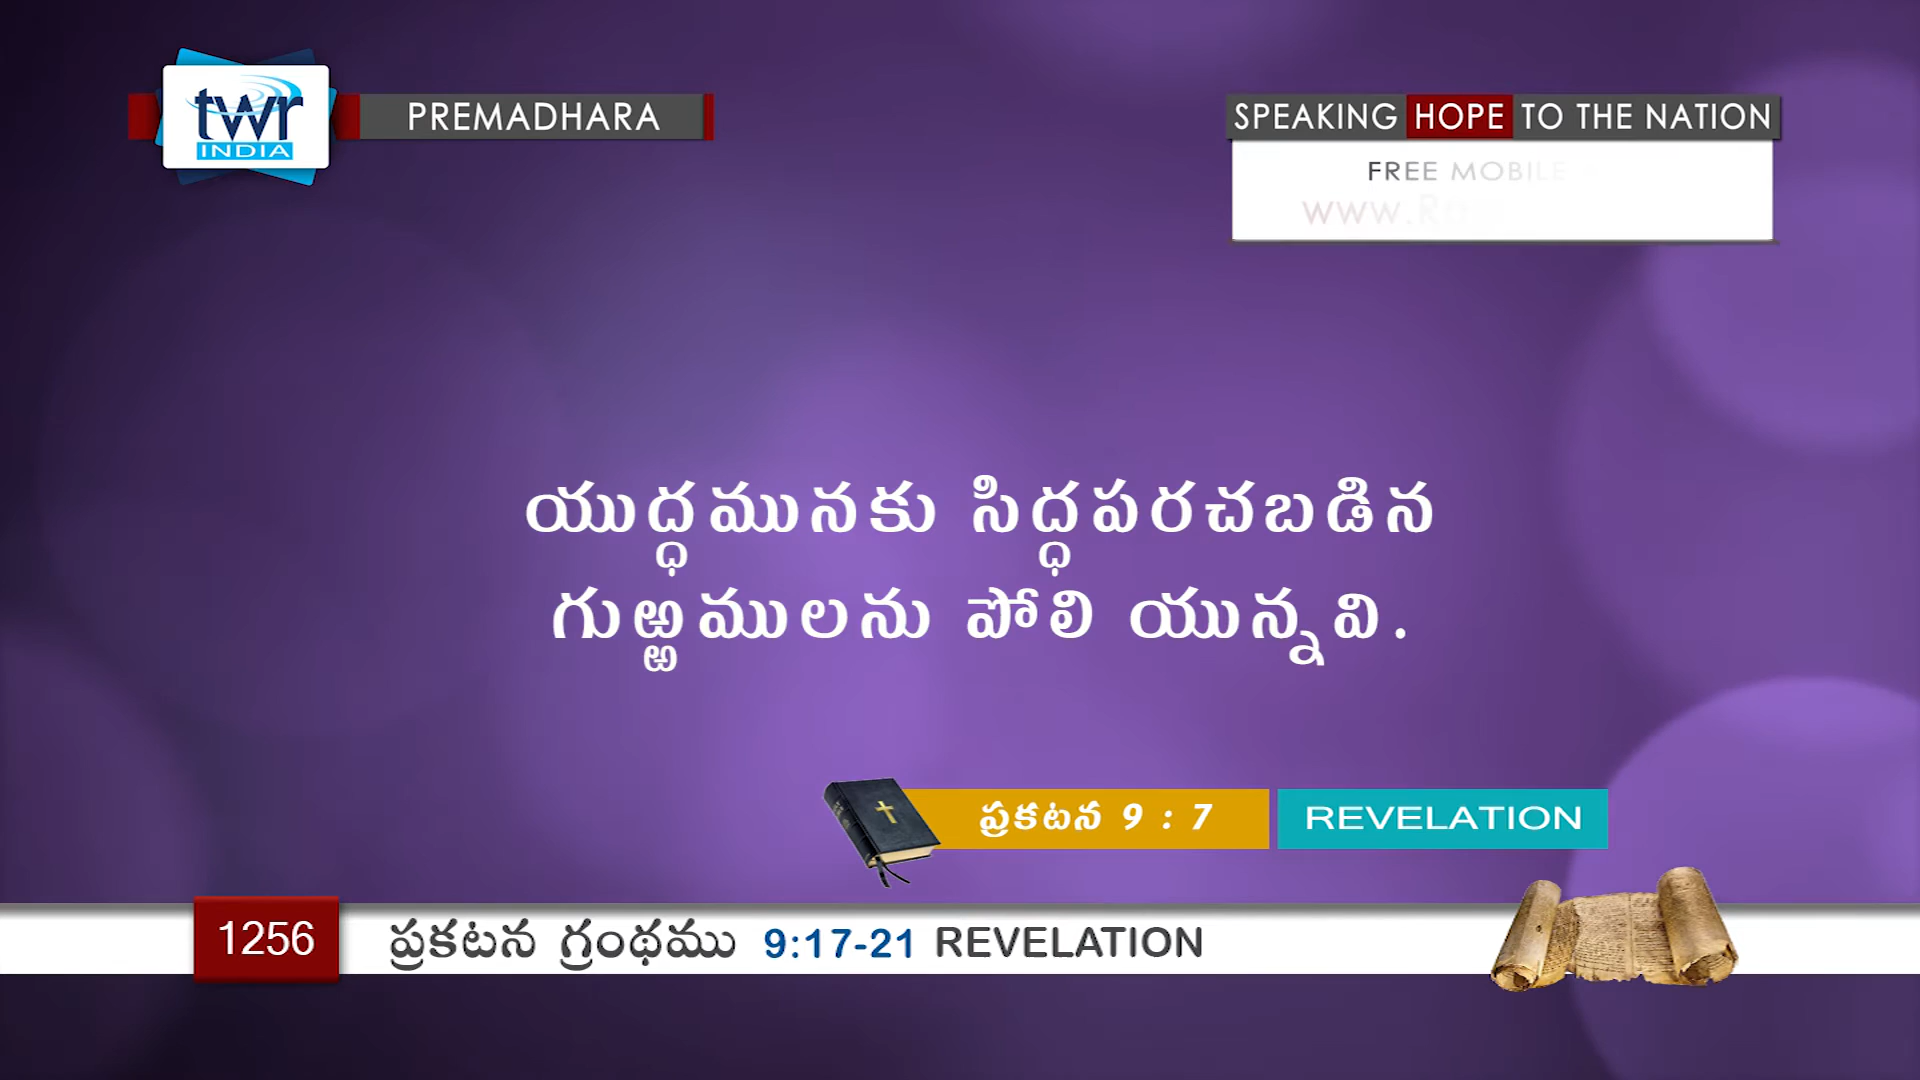 twr
INDIA
PREMADHARA
SPEAKING HOPE TO THE NATION
FREE MOBILE
www.
యుద్ధమునకు సిద్ధపరచబడిన
గుఱ్ఱములను పోలి యున్నవి.
ప్రకటన 9 : 7 REVELATION
1256 ప్రకటన గ్రంథము 9:17-21 REVELATION